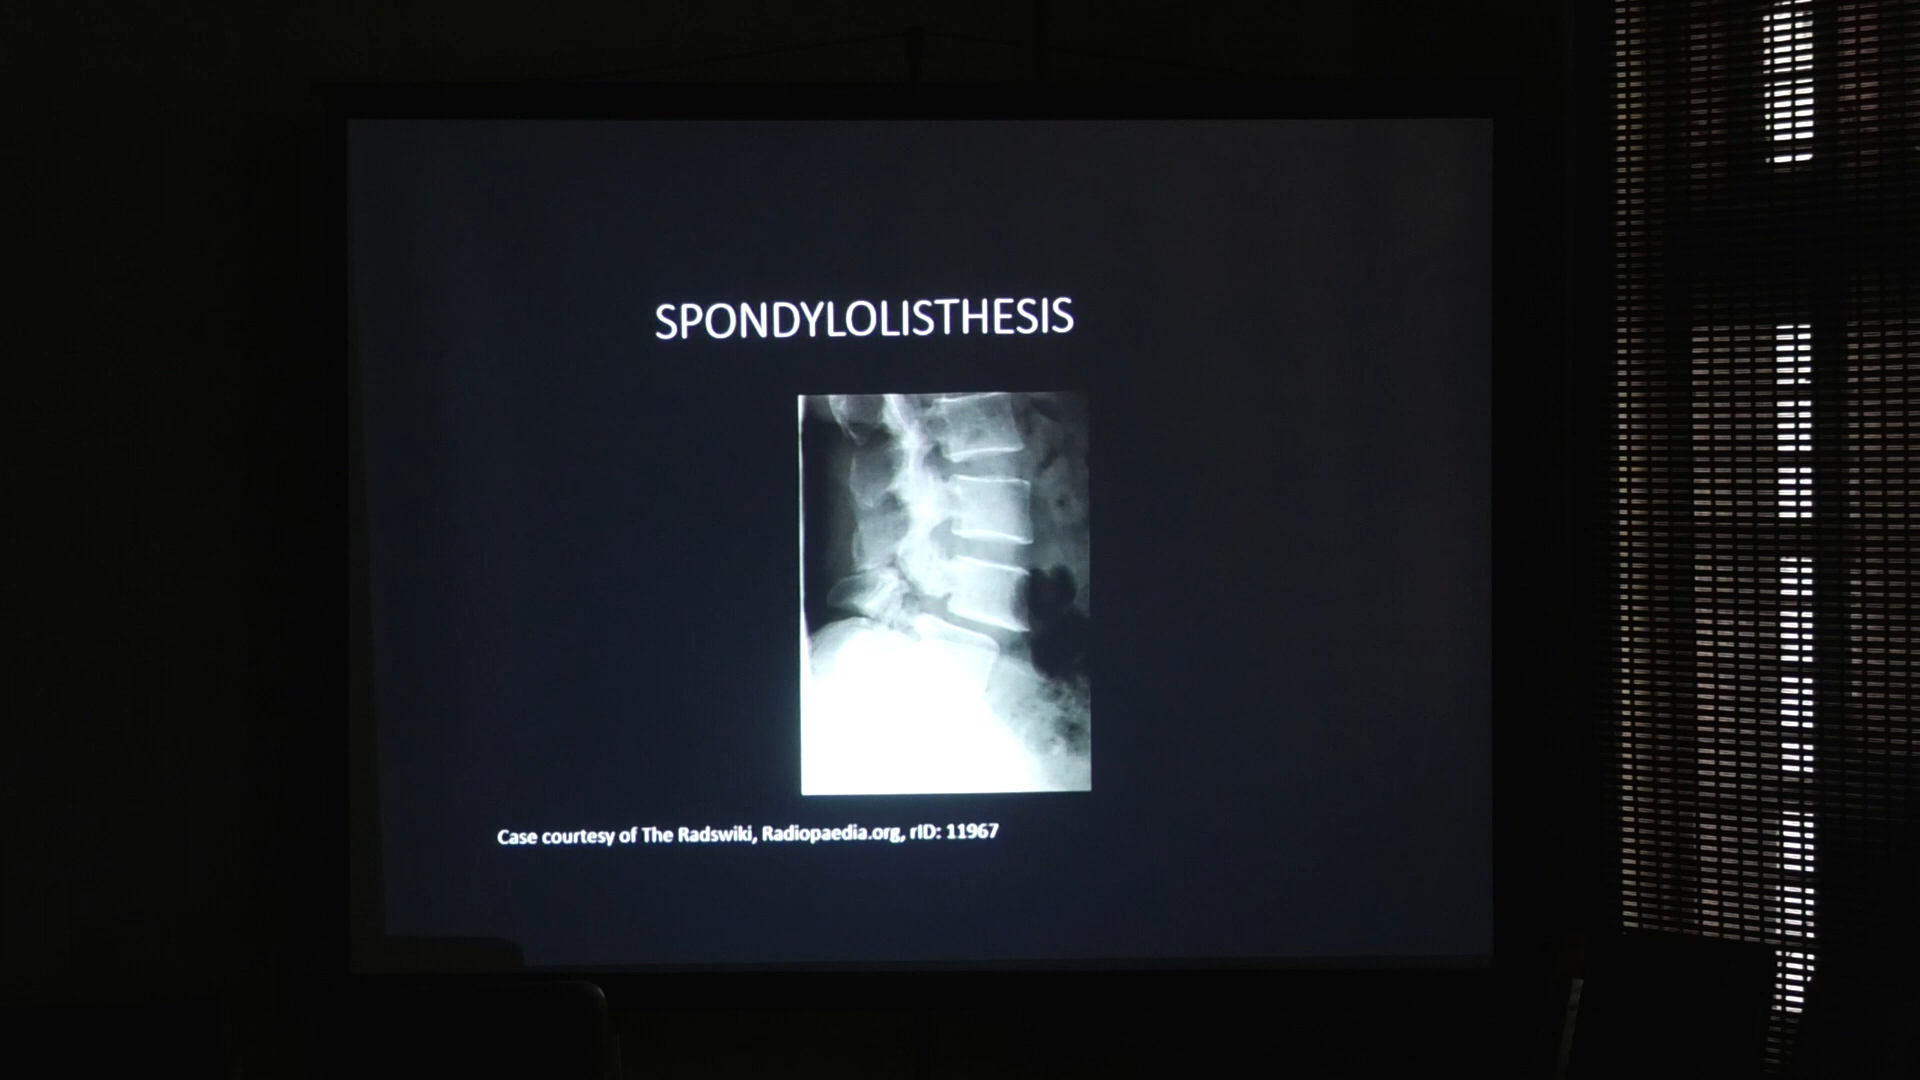 SPONDYLOLISTHESIS
Case courtesy of The Radswiki, Radiopaedia.org, rID: 11967